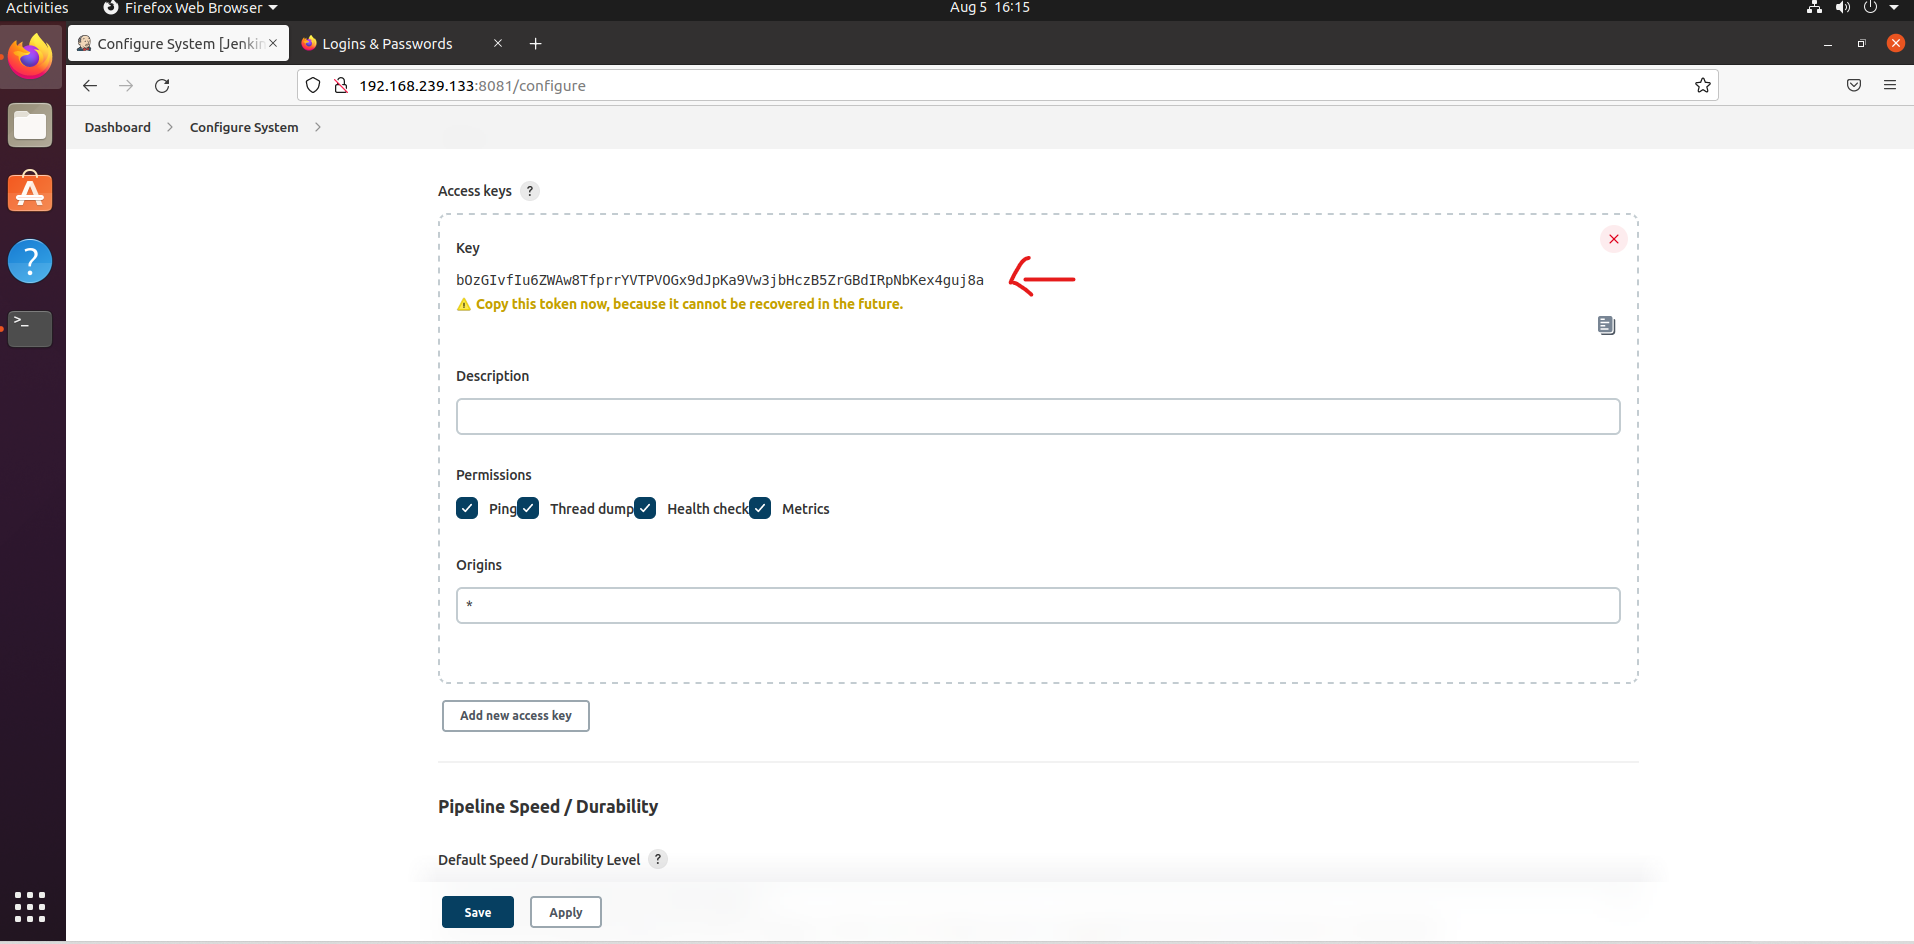 Activities
Firefox Web Browser
Aug 5 16:15
Configure System [Jenkin
Logins & Passwords
192.168.239.133:8081/configure
Dashboard
Configure System
Access keys ?
Key
bOzGIvfIu6ZWAw8TfprrYVTPVOGx9dJpKa9Vw3jbHczB5ZrGBdIRpNbKex4guj8a
Copy this token now, because it cannot be recovered in the future.
Description
Permissions
Ping Thread dump Health check Metrics
Origins
*
Add new access key
Pipeline Speed / Durability
Default Speed / Durability Level ?
Save
Apply